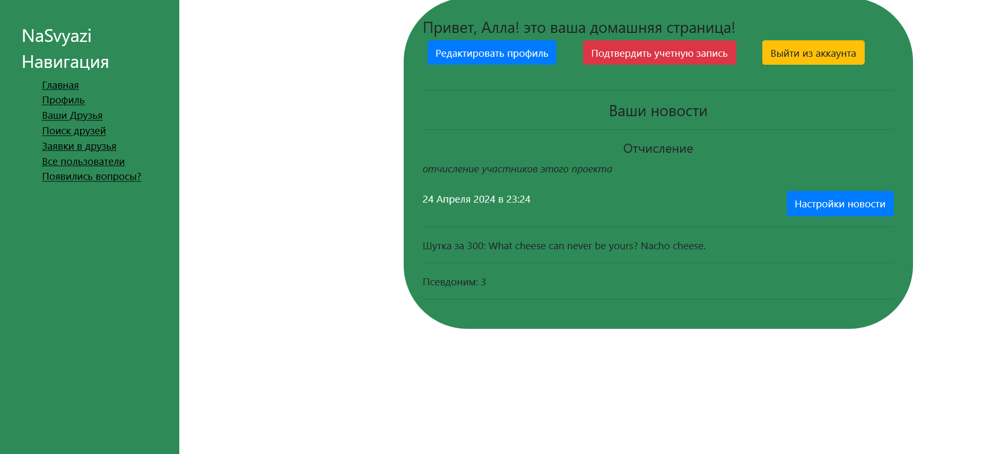 NaSvyazi
Навигация
Главная
Профиль
Ваши Друзья
Поиск друзей
Заявки в друзья
Все пользователи
Появились вопросы?
Привет, Алла! это ваша домашняя страница!
Редактировать профиль
Подтвердить учетную запись
Выйти из аккаунта
Ваши новости
Отчисление
отчисление участников этого проекта
24 Апреля 2024 в 23:24
Настройки новости
Шутка за 300: What cheese can never be yours? Nacho cheese.
Псевдоним: 3